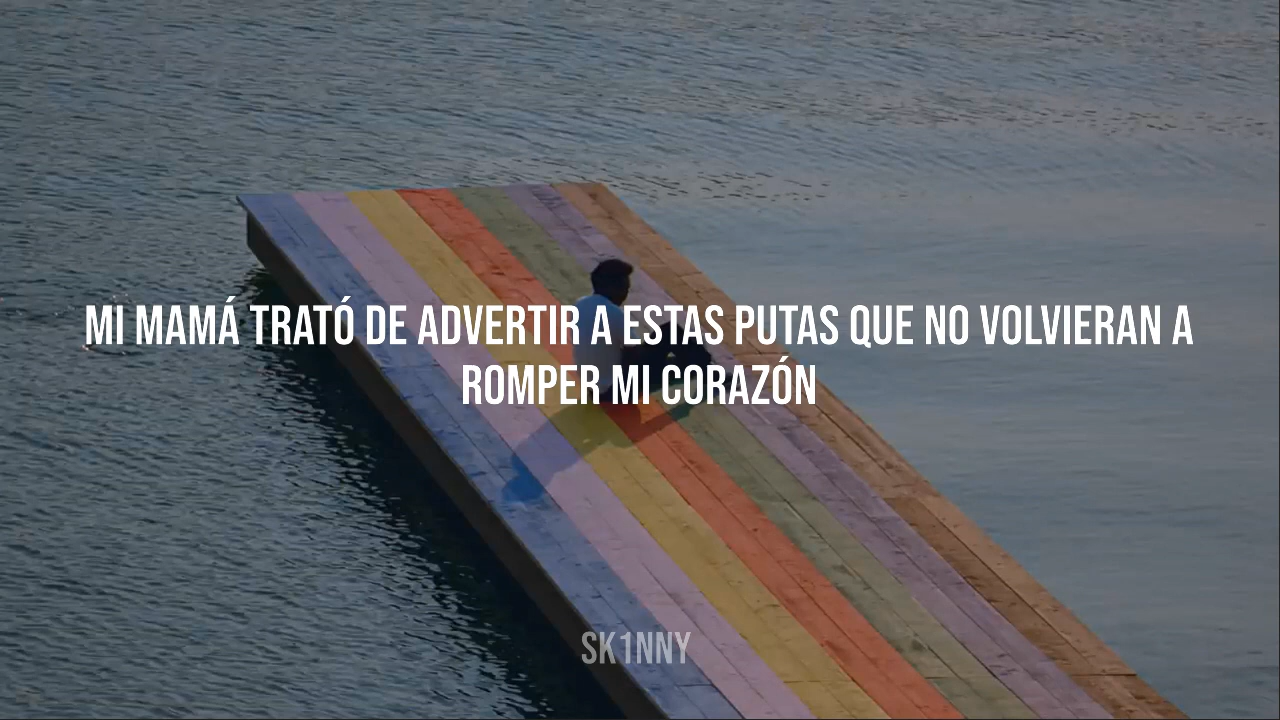 MI MAMÁ TRATÓ DE ADVERTIR A ESTAS PUTAS QUE NO VOLVIERAN A
ROMPER MI CORAZÓN
SK1NNY